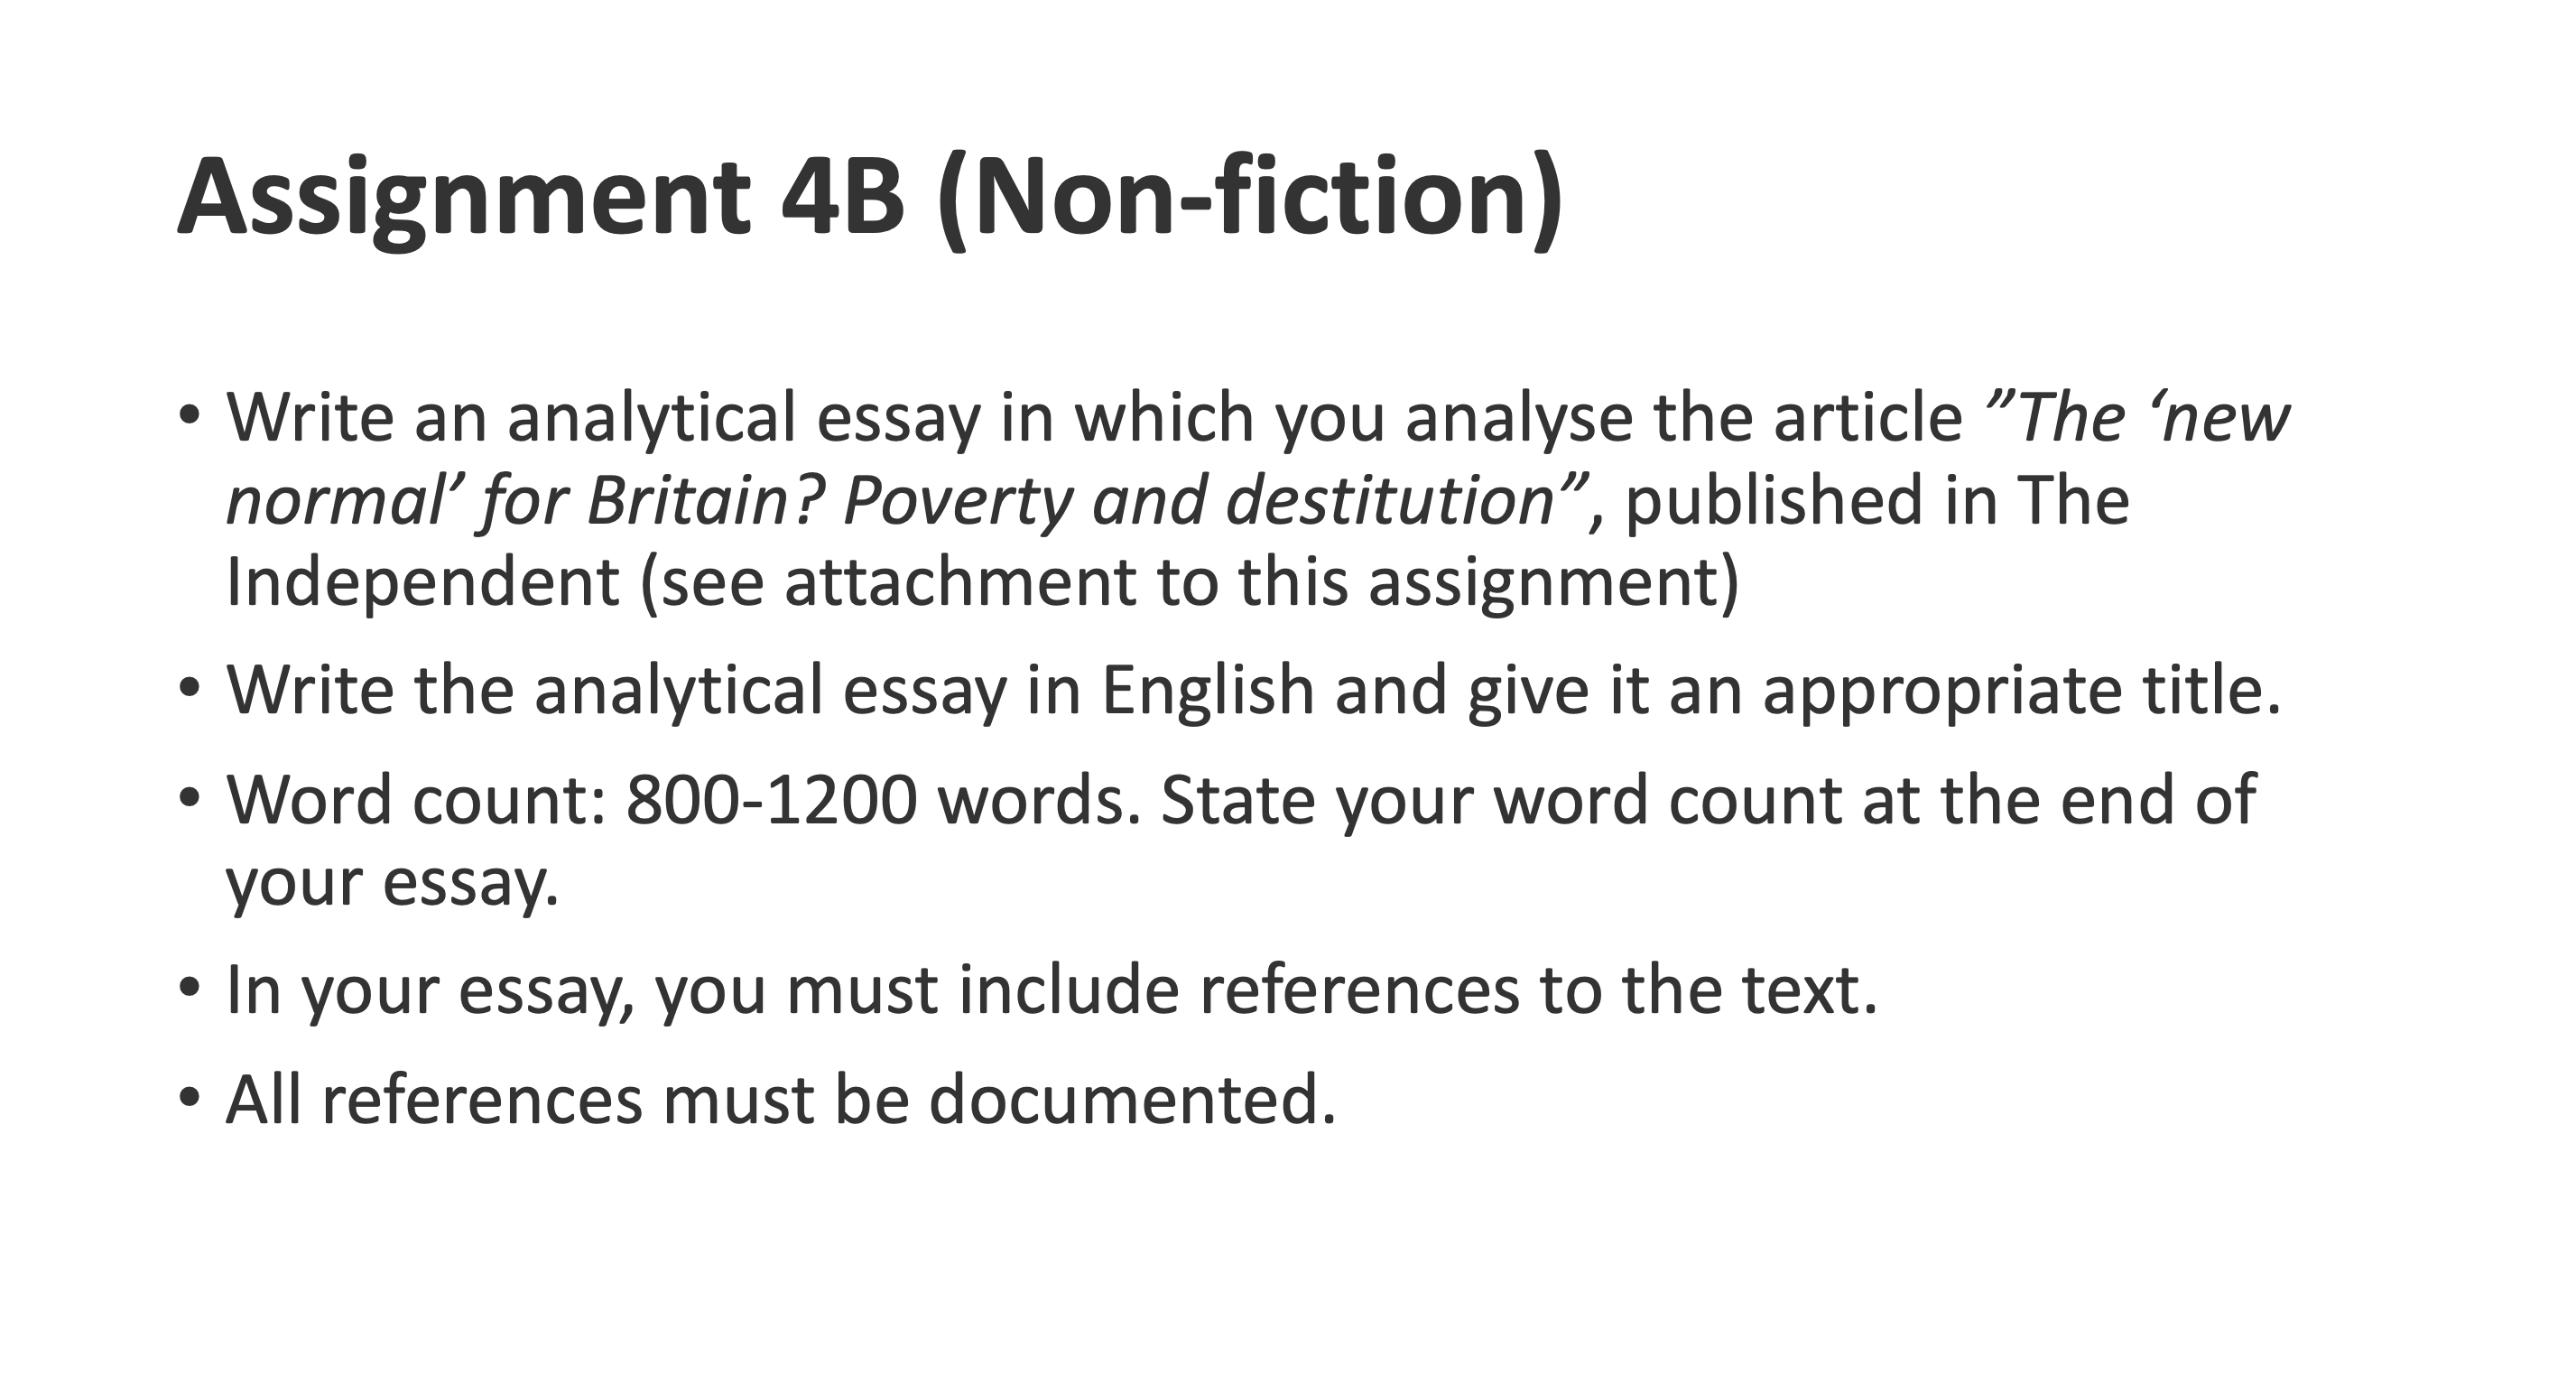 Assignment 4B (Non-fiction)
• Write an analytical essay in which you analyse the article ”The ‘new
normal’ for Britain? Poverty and destitution”, published in The
Independent (see attachment to this assignment)
• Write the analytical essay in English and give it an appropriate title.
• Word count: 800-1200 words. State your word count at the end of
your essay.
• In your essay, you must include references to the text.
• All references must be documented.